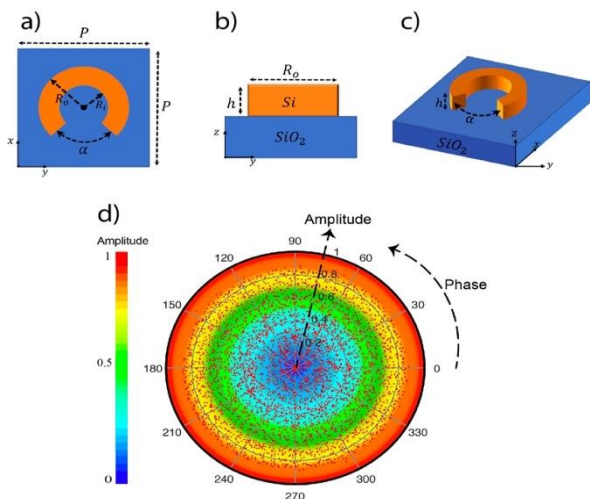 a)
P
R_o
R_i
P
α
x
y
b)
R_o
h
Si
z
SiO_2
y
c)
h
α
SiO_2
z
x
y
d)
Amplitude
1
0.5
0
Amplitude
Phase
90
120
60
150
30
180
0
210
330
240
300
270
1
0.8
0.6
0.4
0.2